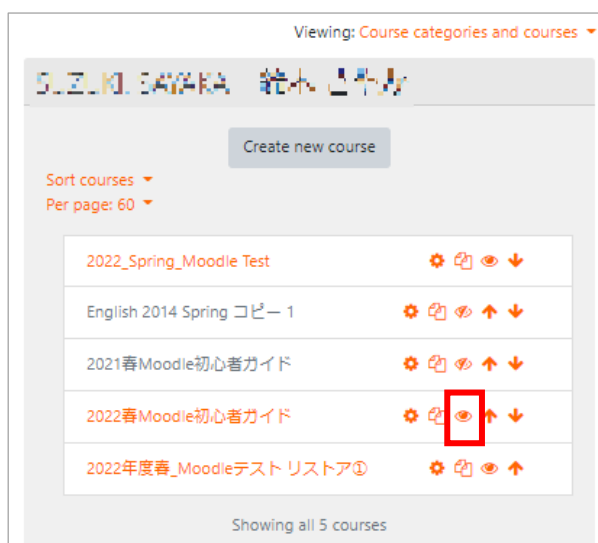 Viewing: Course categories and courses
Create new course
Sort courses
Per page: 60
2022_Spring_Moodle Test
English 2014 Spring コピー 1
2021春Moodle初心者ガイド
2022春Moodle初心者ガイド
2022年度春_Moodleテスト リストア①
Showing all 5 courses